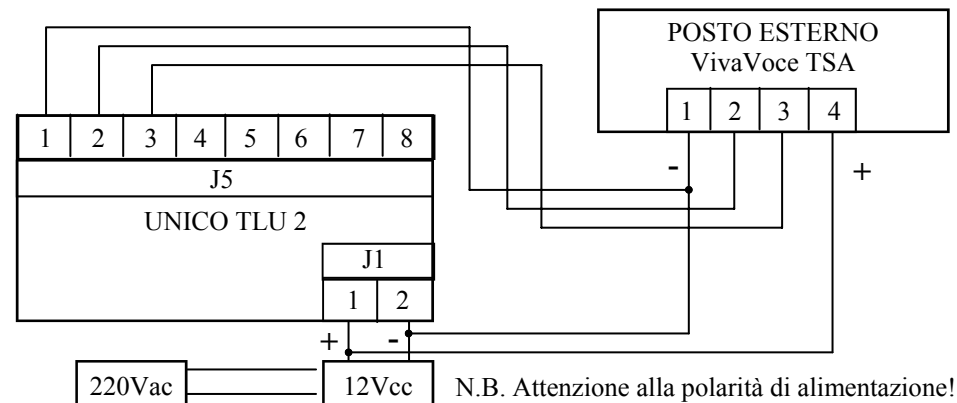 POSTO ESTERNO
VivaVoce TSA
1 2 3 4
- +
1 2 3 4 5 6 7 8
J5
UNICO TLU 2
J1
1 2
+ -
220Vac 12Vcc N.B. Attenzione alla polarità di alimentazione!